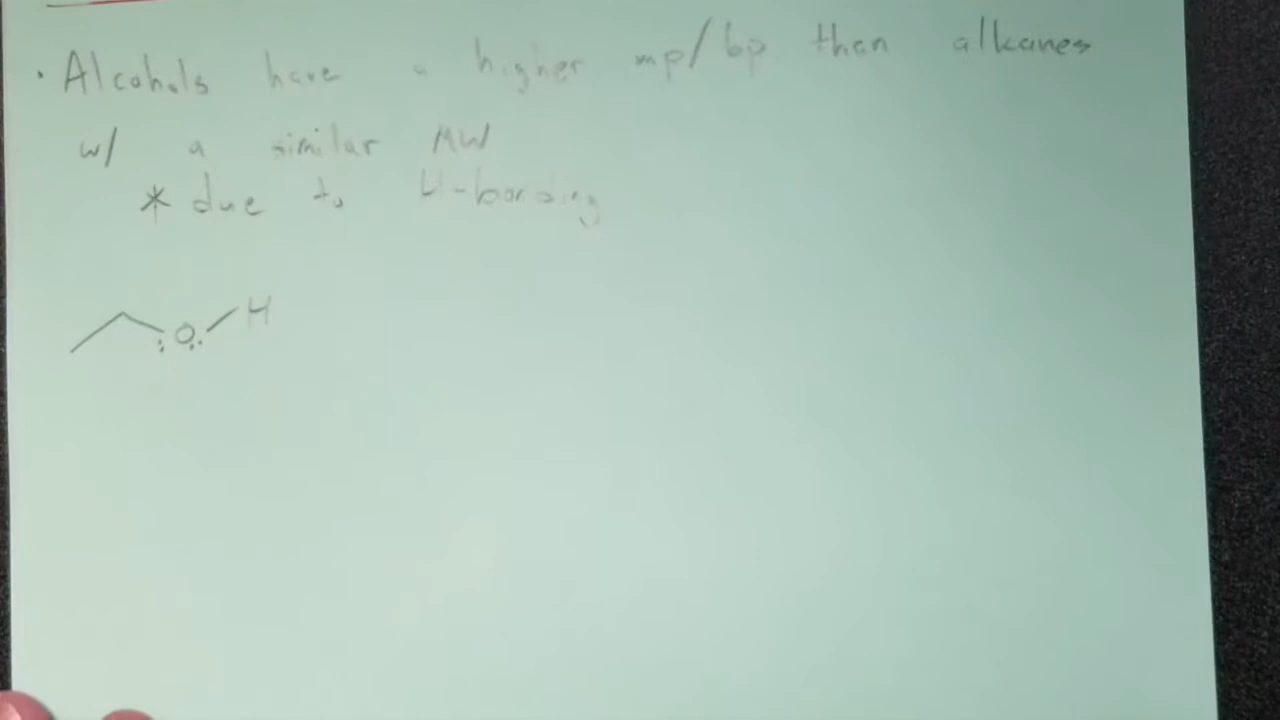 • Alcohols have a higher mp/bp than alkanes
w/ a similar MW
* due to H-bonding
:O: H